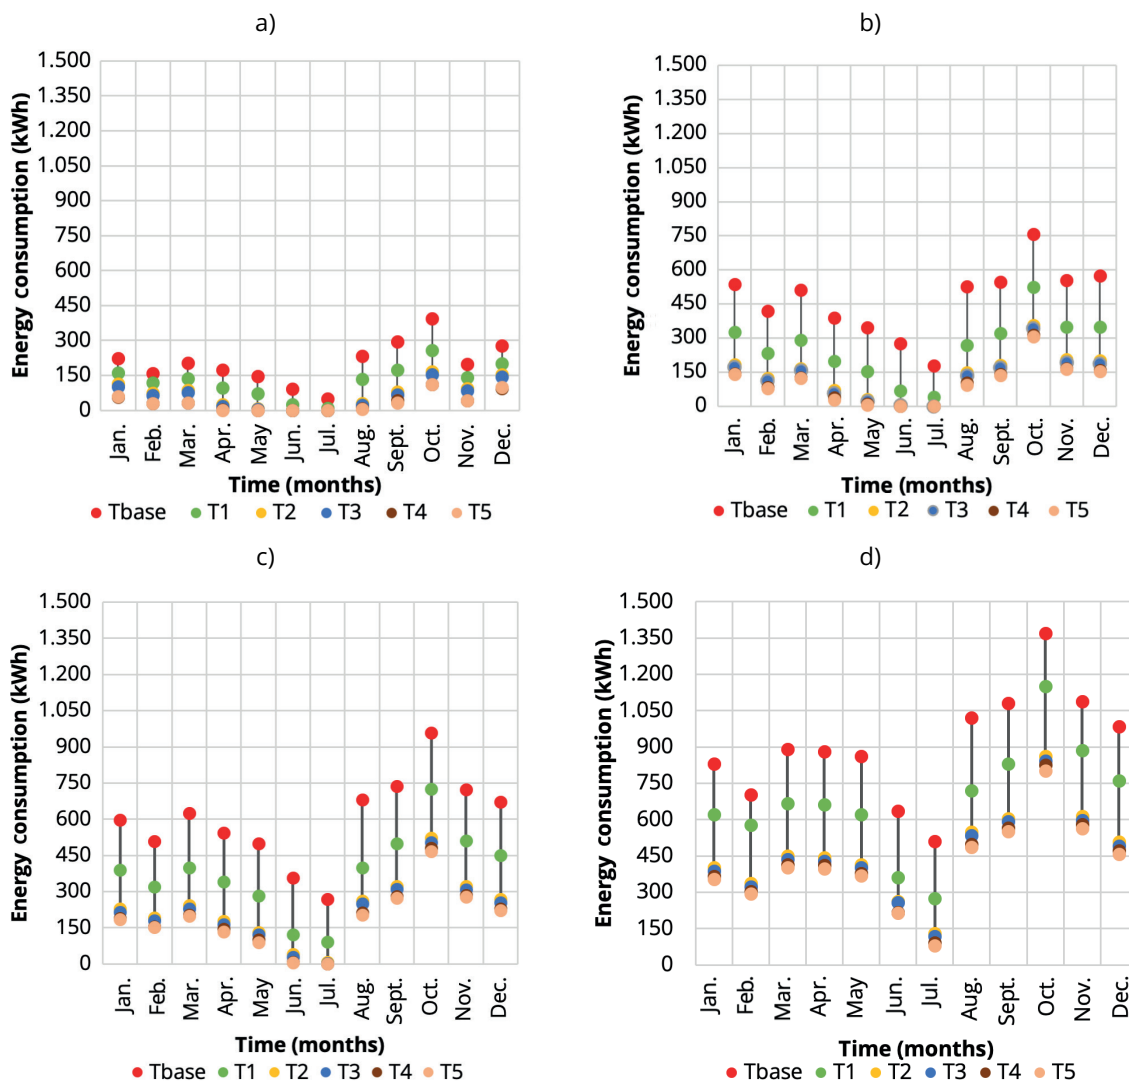 a)
Energy consumption (kWh)
1.500
1.350
1.200
1.050
900
750
600
450
300
150
0
Jan. Feb. Mar. Apr. May Jun. Jul. Aug. Sept. Oct. Nov. Dec.
Time (months)
Tbase T1 T2 T3 T4 T5
b)
Energy consumption (kWh)
1.500
1.350
1.200
1.050
900
750
600
450
300
150
0
Jan. Feb. Mar. Apr. May Jun. Jul. Aug. Sept. Oct. Nov. Dec.
Time (months)
Tbase T1 T2 T3 T4 T5
c)
Energy consumption (kWh)
1.500
1.350
1.200
1.050
900
750
600
450
300
150
0
Jan. Feb. Mar. Apr. May Jun. Jul. Aug. Sept. Oct. Nov. Dec.
Time (months)
Tbase T1 T2 T3 T4 T5
d)
Energy consumption (kWh)
1.500
1.350
1.200
1.050
900
750
600
450
300
150
0
Jan. Feb. Mar. Apr. May Jun. Jul. Aug. Sept. Oct. Nov. Dec.
Time (months)
Tbase T1 T2 T3 T4 T5